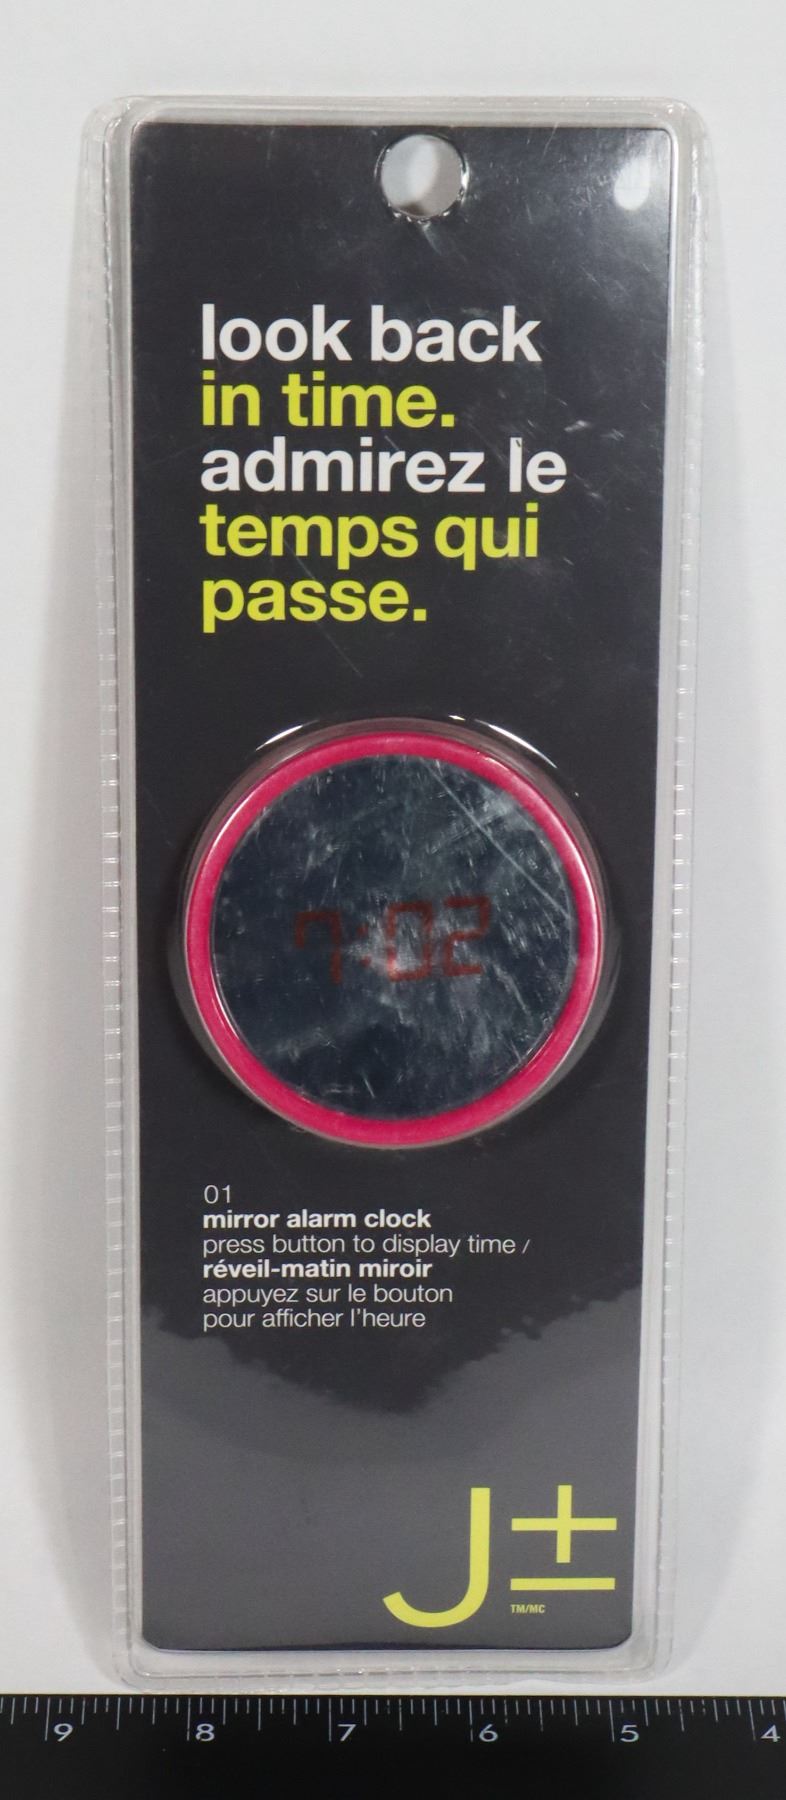 look back
in time.
admirez le
temps qui
passe.
7:02
01
mirror alarm clock
press button to display time /
réveil-matin miroir
appuyez sur le bouton
pour afficher l'heure
J±
TM/MC
9 8 7 6 5 4